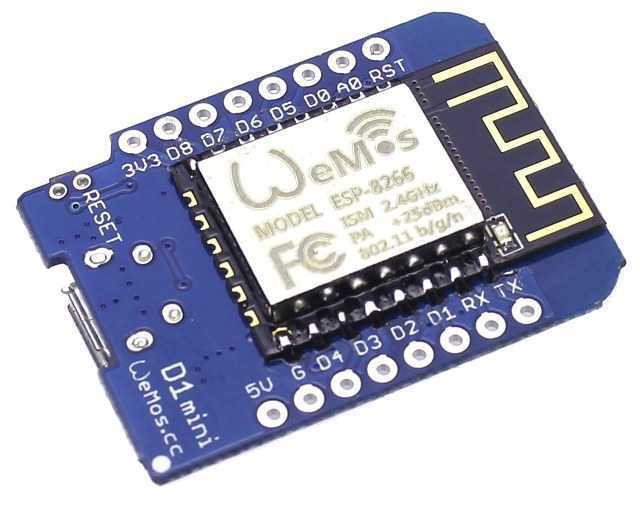 3V3 D8 D7 D6 D5 D0 A0 RST
RESET
WeMos
MODEL ESP-8266
ISM 2.4GHz
PA +25dBm
802.11 b/g/n
FC
5V G D4 D3 D2 D1 RX TX
D1 mini
WeMos.cc